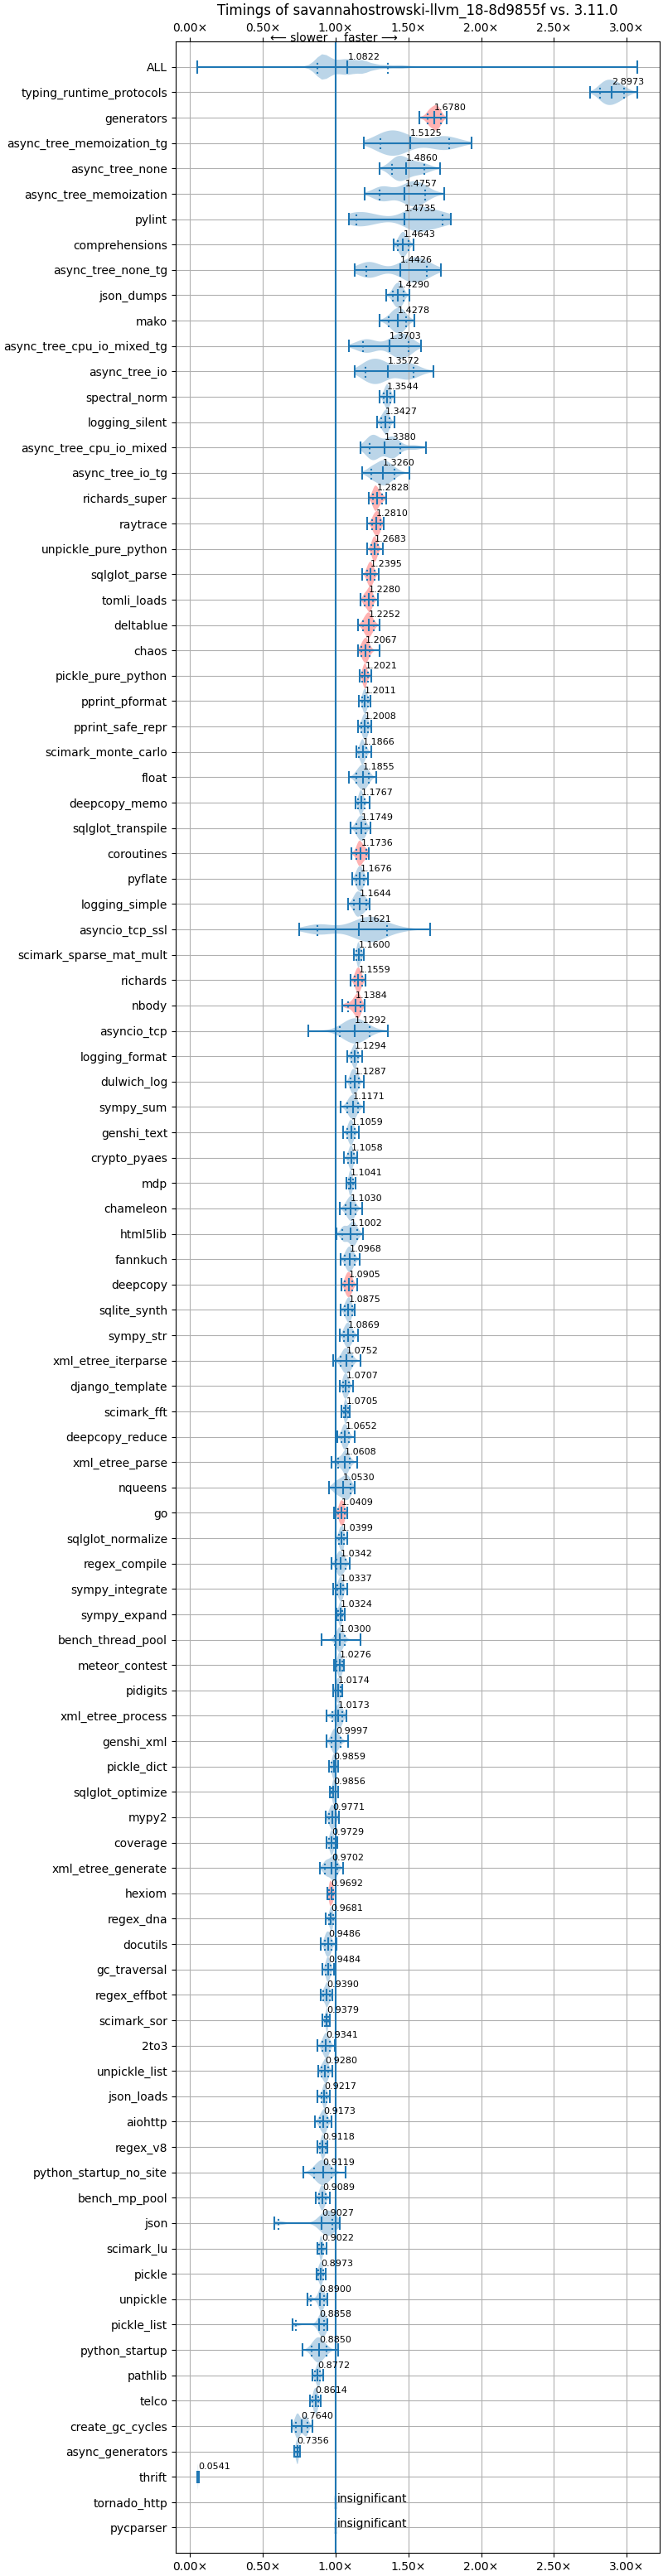 Timings of savannahostrowski-llvm_18-8d9855f vs. 3.11.0
0.00× 0.50× 1.00× 1.50× 2.00× 2.50× 3.00×
⟵ slower faster ⟶
ALL 1.0822
typing_runtime_protocols 2.8973
generators 1.6780
async_tree_memoization_tg 1.5125
async_tree_none 1.4860
async_tree_memoization 1.4757
pylint 1.4735
comprehensions 1.4643
async_tree_none_tg 1.4426
json_dumps 1.4290
mako 1.4278
async_tree_cpu_io_mixed_tg 1.3703
async_tree_io 1.3572
spectral_norm 1.3544
logging_silent 1.3427
async_tree_cpu_io_mixed 1.3380
async_tree_io_tg 1.3260
richards_super 1.2828
raytrace 1.2810
unpickle_pure_python 1.2683
sqlglot_parse 1.2395
tomli_loads 1.2280
deltablue 1.2252
chaos 1.2067
pickle_pure_python 1.2021
pprint_pformat 1.2011
pprint_safe_repr 1.2008
scimark_monte_carlo 1.1866
float 1.1855
deepcopy_memo 1.1767
sqlglot_transpile 1.1749
coroutines 1.1736
pyflate 1.1676
logging_simple 1.1644
asyncio_tcp_ssl 1.1621
scimark_sparse_mat_mult 1.1600
richards 1.1559
nbody 1.1384
asyncio_tcp 1.1292
logging_format 1.1294
dulwich_log 1.1287
sympy_sum 1.1171
genshi_text 1.1059
crypto_pyaes 1.1058
mdp 1.1041
chameleon 1.1030
html5lib 1.1002
fannkuch 1.0968
deepcopy 1.0905
sqlite_synth 1.0875
sympy_str 1.0869
xml_etree_iterparse 1.0752
django_template 1.0707
scimark_fft 1.0705
deepcopy_reduce 1.0652
xml_etree_parse 1.0608
nqueens 1.0530
go 1.0409
sqlglot_normalize 1.0399
regex_compile 1.0342
sympy_integrate 1.0337
sympy_expand 1.0324
bench_thread_pool 1.0300
meteor_contest 1.0276
pidigits 1.0174
xml_etree_process 1.0173
genshi_xml 0.9997
pickle_dict 0.9859
sqlglot_optimize 0.9856
mypy2 0.9771
coverage 0.9729
xml_etree_generate 0.9702
hexiom 0.9692
regex_dna 0.9681
docutils 0.9486
gc_traversal 0.9484
regex_effbot 0.9390
scimark_sor 0.9379
2to3 0.9341
unpickle_list 0.9280
json_loads 0.9217
aiohttp 0.9173
regex_v8 0.9118
python_startup_no_site 0.9119
bench_mp_pool 0.9089
json 0.9027
scimark_lu 0.9022
pickle 0.8973
unpickle 0.8900
pickle_list 0.8858
python_startup 0.8850
pathlib 0.8772
telco 0.8614
create_gc_cycles 0.7640
async_generators 0.7356
thrift 0.0541
tornado_http insignificant
pycparser insignificant
0.00× 0.50× 1.00× 1.50× 2.00× 2.50× 3.00×